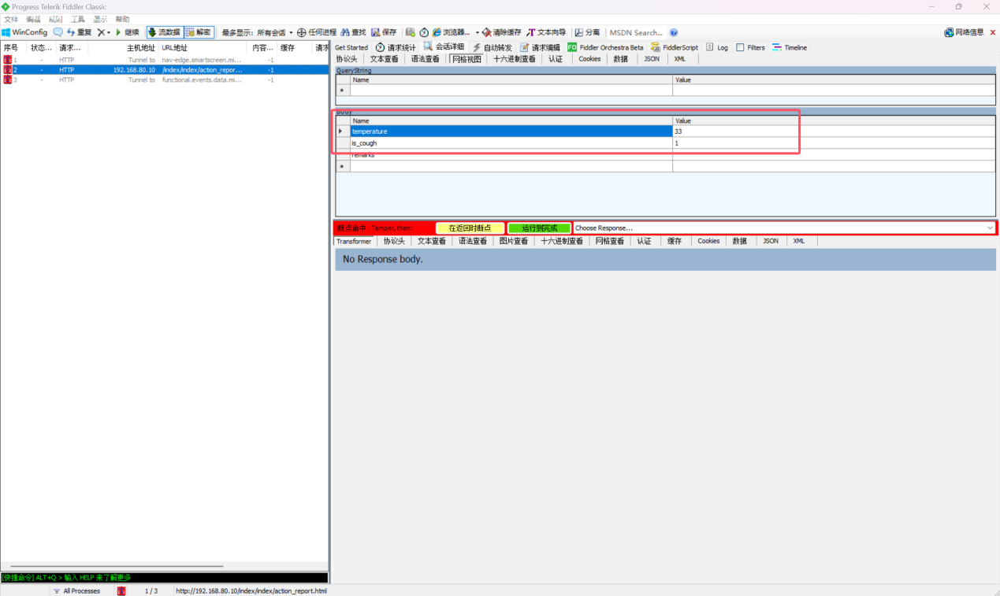 Progress Telerik Fiddler Classic
文件 编辑 规则 工具 显示 帮助
WinConfig 重复 继续 流数据 解密 最多显示: 所有会话 任何进程 查找 保存 浏览器... 清除缓存 文本向导 分离 MSDN Search... 网络信息
序号 状态... 请求... 主机地址 URL地址 内容... 缓存 请求
1 - HTTP Tunnel to nav-edge.smartscreen.mi... -1
2 - HTTP 192.168.80.10 /index/index/action_repor... -1
3 - HTTP Tunnel to functional.events.data.mi... -1
Get Started 请求统计 会话详细 自动转发 请求编辑 FO Fiddler Orchestra Beta FiddlerScript Log Filters Timeline
协议头 文本查看 语法查看 网格视图 十六进制查看 认证 Cookies 数据 JSON XML
QueryString
Name Value
Body
Name Value
temperature 33
is_cough 1
remarks
断点命中. Tamper, then: 在返回时断点 运行到完成 Choose Response...
Transformer 协议头 文本查看 语法查看 图片查看 十六进制查看 网格查看 认证 缓存 Cookies 数据 JSON XML
No Response body.
[快捷命令] ALT+Q > 输入 HELP 来了解更多
All Processes 1 / 3 http://192.168.80.10/index/index/action_report.html